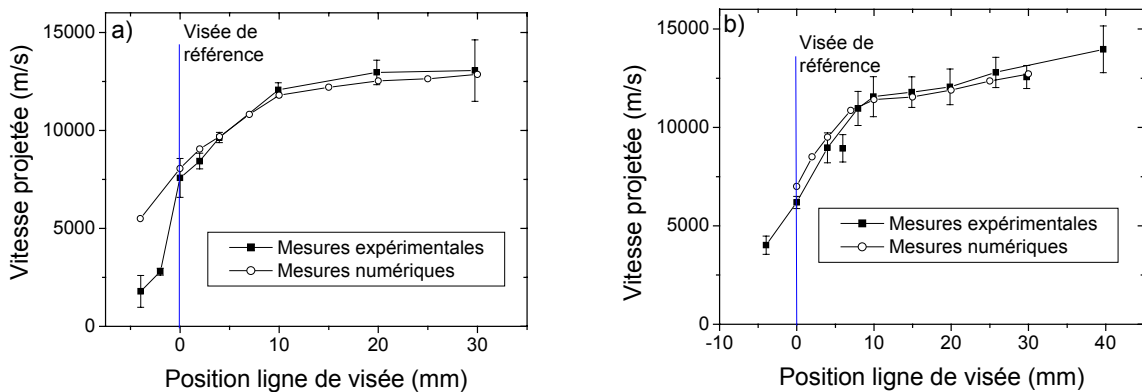 a)
Visée de
référence
15000
10000
5000
0
Vitesse projetée (m/s)
Mesures expérimentales
Mesures numériques
0 10 20 30
Position ligne de visée (mm)
b)
Visée de
référence
15000
10000
5000
0
Vitesse projetée (m/s)
Mesures expérimentales
Mesures numériques
-10 0 10 20 30 40
Position ligne de visée (mm)